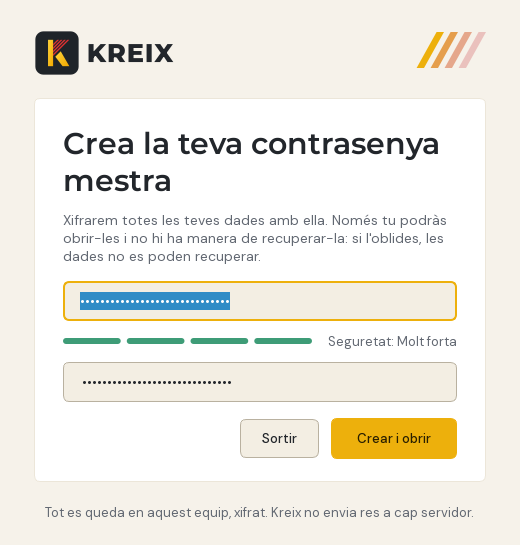 KREIX
Crea la teva contrasenya
mestra
Xifrarem totes les teves dades amb ella. Només tu podràs
obrir-les i no hi ha manera de recuperar-la: si l'oblides, les
dades no es poden recuperar.
••••••••••••••••••••••••••••••
Seguretat: Molt forta
••••••••••••••••••••••••••••••
Sortir
Crear i obrir
Tot es queda en aquest equip, xifrat. Kreix no envia res a cap servidor.